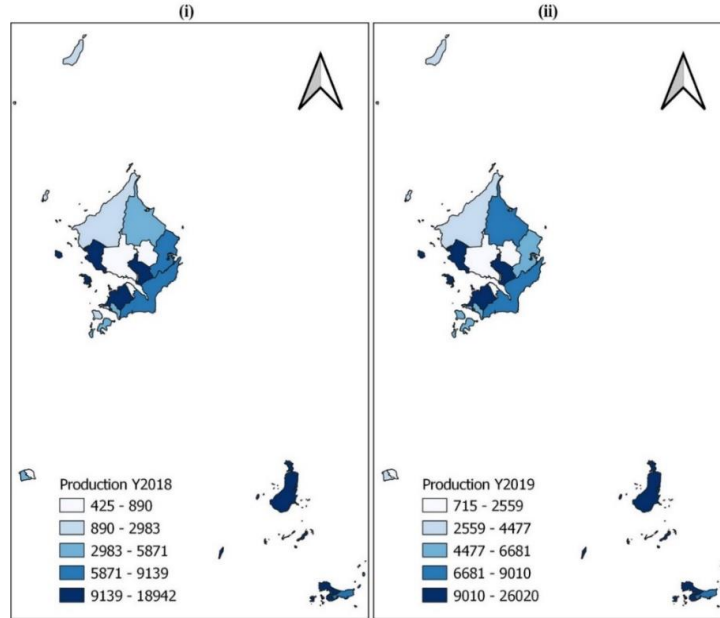 (i)
(ii)
Production Y2018
425 - 890
890 - 2983
2983 - 5871
5871 - 9139
9139 - 18942
Production Y2019
715 - 2559
2559 - 4477
4477 - 6681
6681 - 9010
9010 - 26020